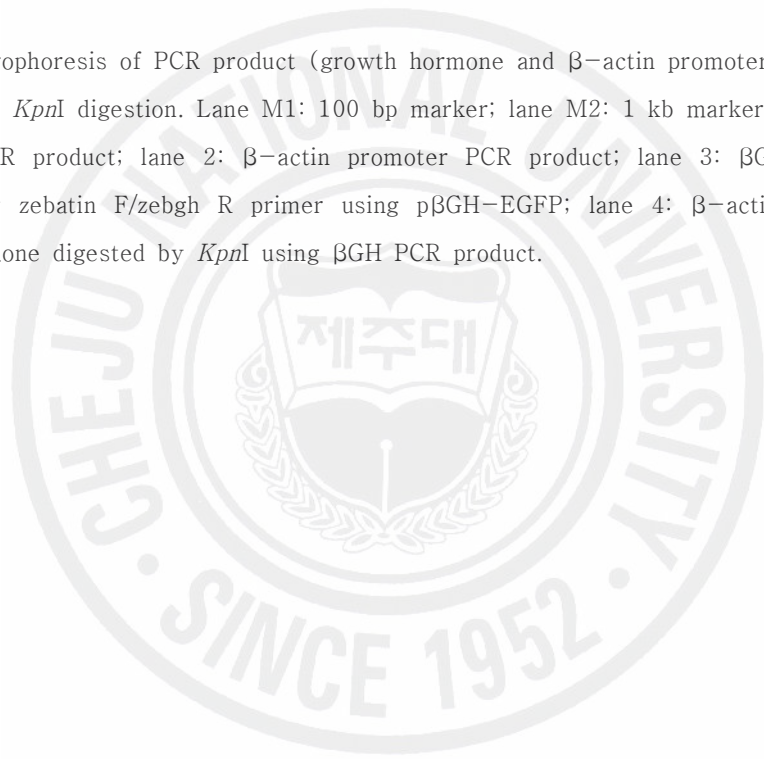 rophoresis of PCR product (growth hormone and β-actin promoter
KpnI digestion. Lane M1: 100 bp marker; lane M2: 1 kb marker
R product; lane 2: β-actin promoter PCR product; lane 3: βG
zebatin F/zebgh R primer using pβGH-EGFP; lane 4: β-acti
one digested by KpnI using βGH PCR product.
CHEJU NATIONAL UNIVERSITY
제주대
· SINCE 1952 ·